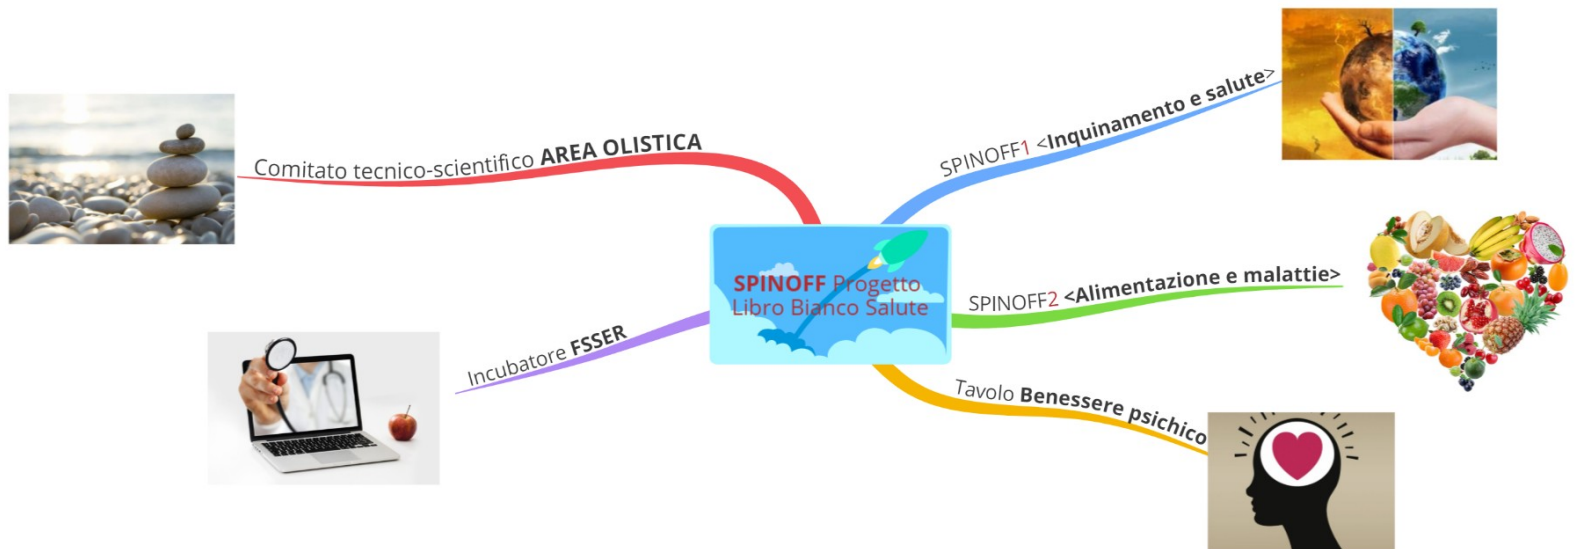 Comitato tecnico-scientifico AREA OLISTICA
SPINOFF1 <Inquinamento e salute>
SPINOFF Progetto
Libro Bianco Salute
SPINOFF2 <Alimentazione e malattie>
Incubatore FSSER
Tavolo Benessere psichico